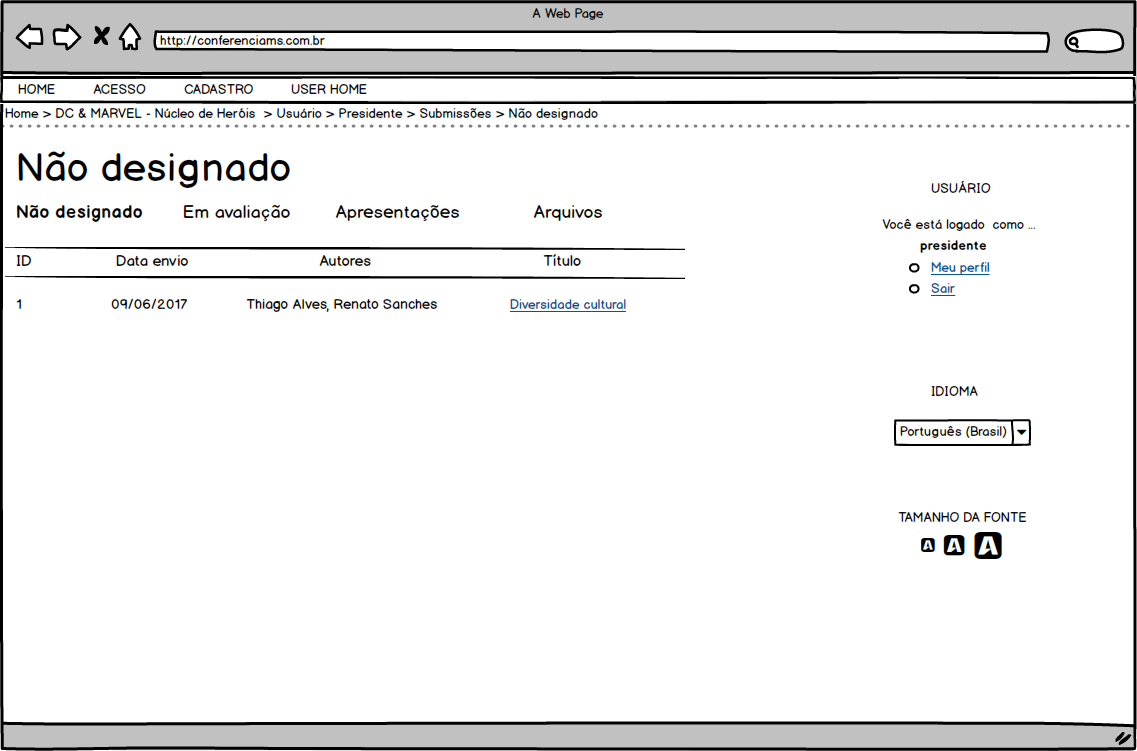 A Web Page
http://conferenciams.com.br
HOME ACESSO CADASTRO USER HOME
Home > DC & MARVEL - Núcleo de Heróis > Usuário > Presidente > Submissões > Não designado
Não designado
Não designado Em avaliação Apresentações Arquivos
ID Data envio Autores Título
1 09/06/2017 Thiago Alves, Renato Sanches Diversidade cultural
USUÁRIO
Você está logado como ...
presidente
Meu perfil
Sair
IDIOMA
Português (Brasil)
TAMANHO DA FONTE
A A A